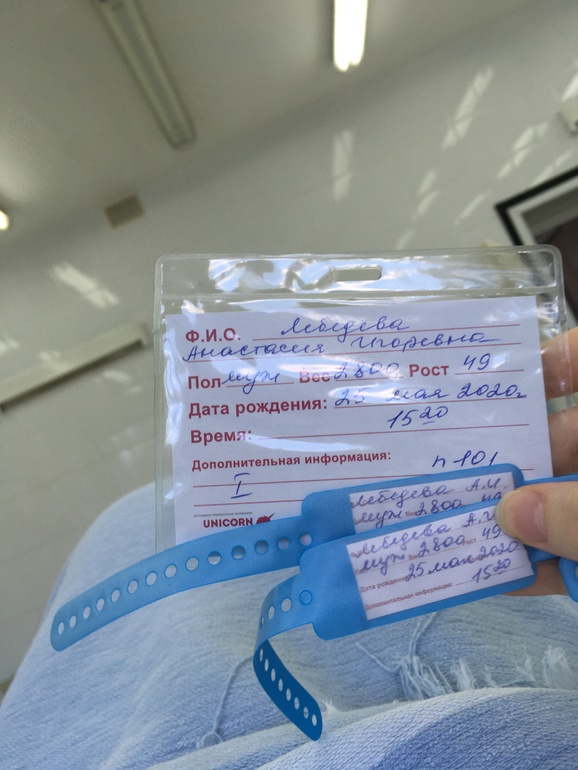 Ф.И.О. Лебедева
Анастасия Игоревна
Пол муж Вес 2800 Рост 49
Дата рождения: 25 мая 2020г
Время: 15 20
Дополнительная информация: п 101
I
UNICORN
Лебедева А.И.
муж 2800
Лебедева А.И.
муж 2800 49
Дата рождения 25 мая 2020
15 20
Дополнительная информация: